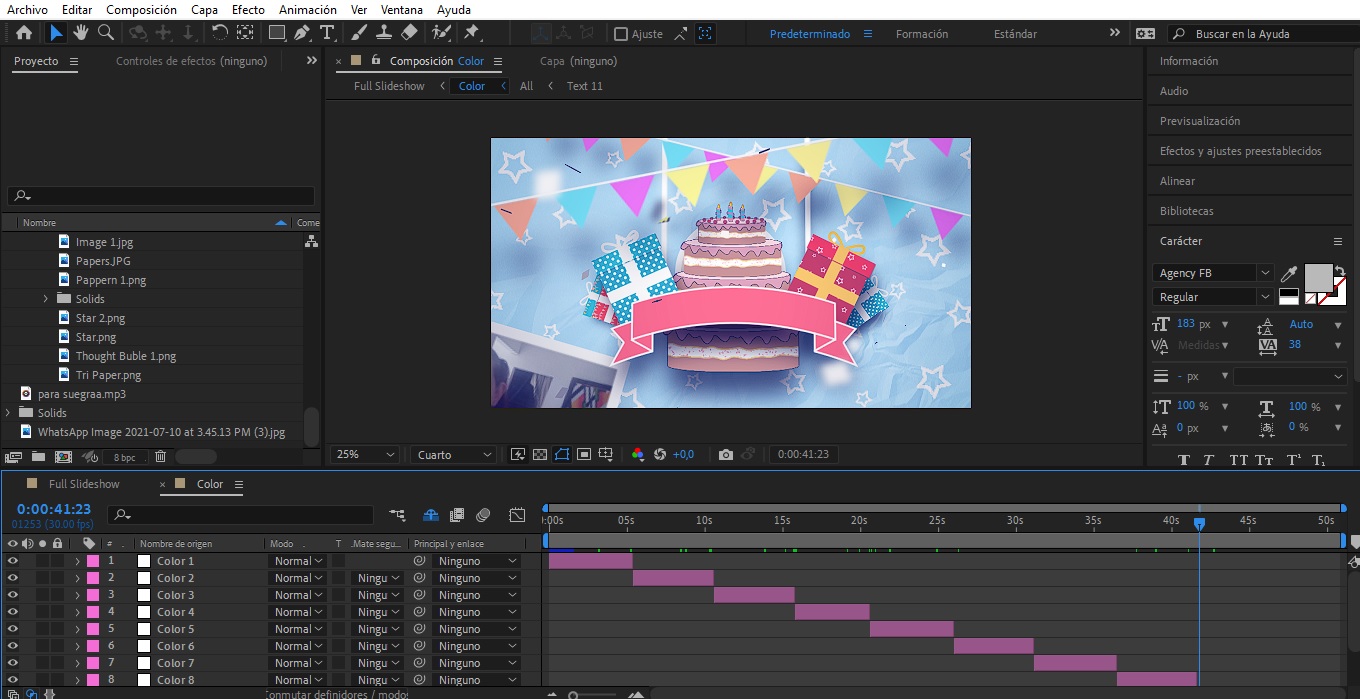 Archivo Editar Composición Capa Efecto Animación Ver Ventana Ayuda
Ajuste Predeterminado Formación Estándar Buscar en la Ayuda
Proyecto Controles de efectos (ninguno)
Composición Color Capa (ninguno)
Full Slideshow Color All Text 11
Nombre Come
Image 1.jpg
Papers.JPG
Pappern 1.png
Solids
Star 2.png
Star.png
Thought Buble 1.png
Tri Paper.png
para suegraa.mp3
Solids
WhatsApp Image 2021-07-10 at 3.45.13 PM (3).jpg
8 bpc
25% Cuarto +0,0 0:00:41:23
Información
Audio
Previsualización
Efectos y ajustes preestablecidos
Alinear
Bibliotecas
Carácter
Agency FB
Regular
183 px Auto
Medidas 38
- px
100 % 100 %
0 px 0 %
T T TT Tт T¹ T₁
Full Slideshow Color
0:00:41:23
01253 (30.00 fps)
:00s 05s 10s 15s 20s 25s 30s 35s 40s 45s 50s
# Nombre de origen Modo T .Mate segu... Principal y enlace
1 Color 1 Normal Ninguno
2 Color 2 Normal Ningu Ninguno
3 Color 3 Normal Ningu Ninguno
4 Color 4 Normal Ningu Ninguno
5 Color 5 Normal Ningu Ninguno
6 Color 6 Normal Ningu Ninguno
7 Color 7 Normal Ningu Ninguno
8 Color 8 Normal Ningu Ninguno
Conmutar definidores / modos